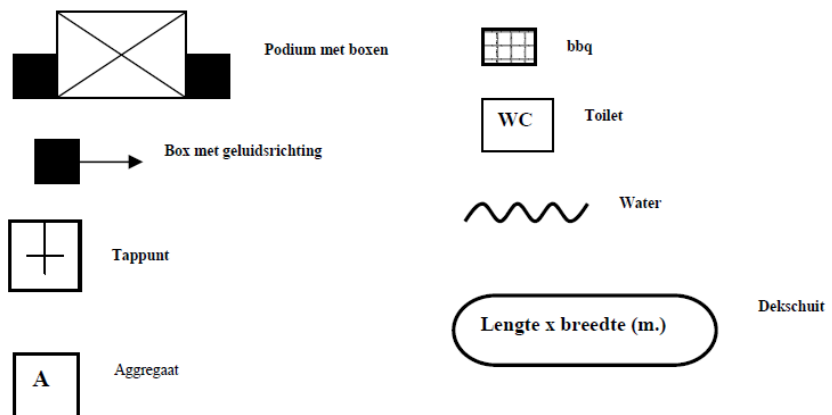 Podium met boxen
Box met geluidsrichting
Tappunt
A
Aggregaat
bbq
WC
Toilet
Water
Lengte x breedte (m.)
Dekschuit